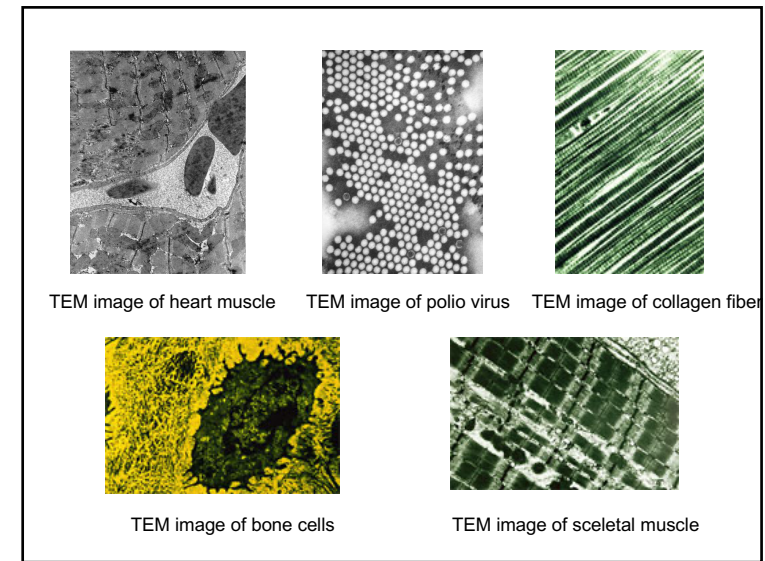 TEM image of heart muscle
TEM image of polio virus
TEM image of collagen fiber
TEM image of bone cells
TEM image of sceletal muscle